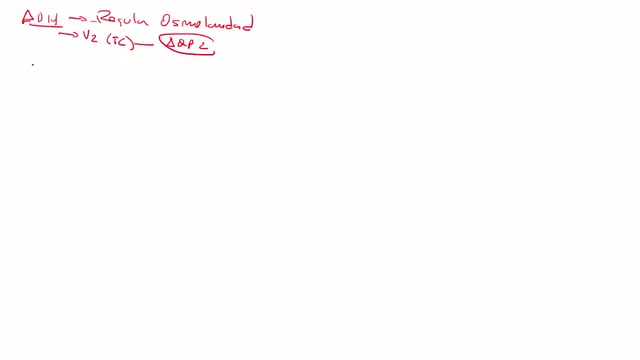 ADH → Regula Osmolaridad
→ V2 (TC) — AQP2